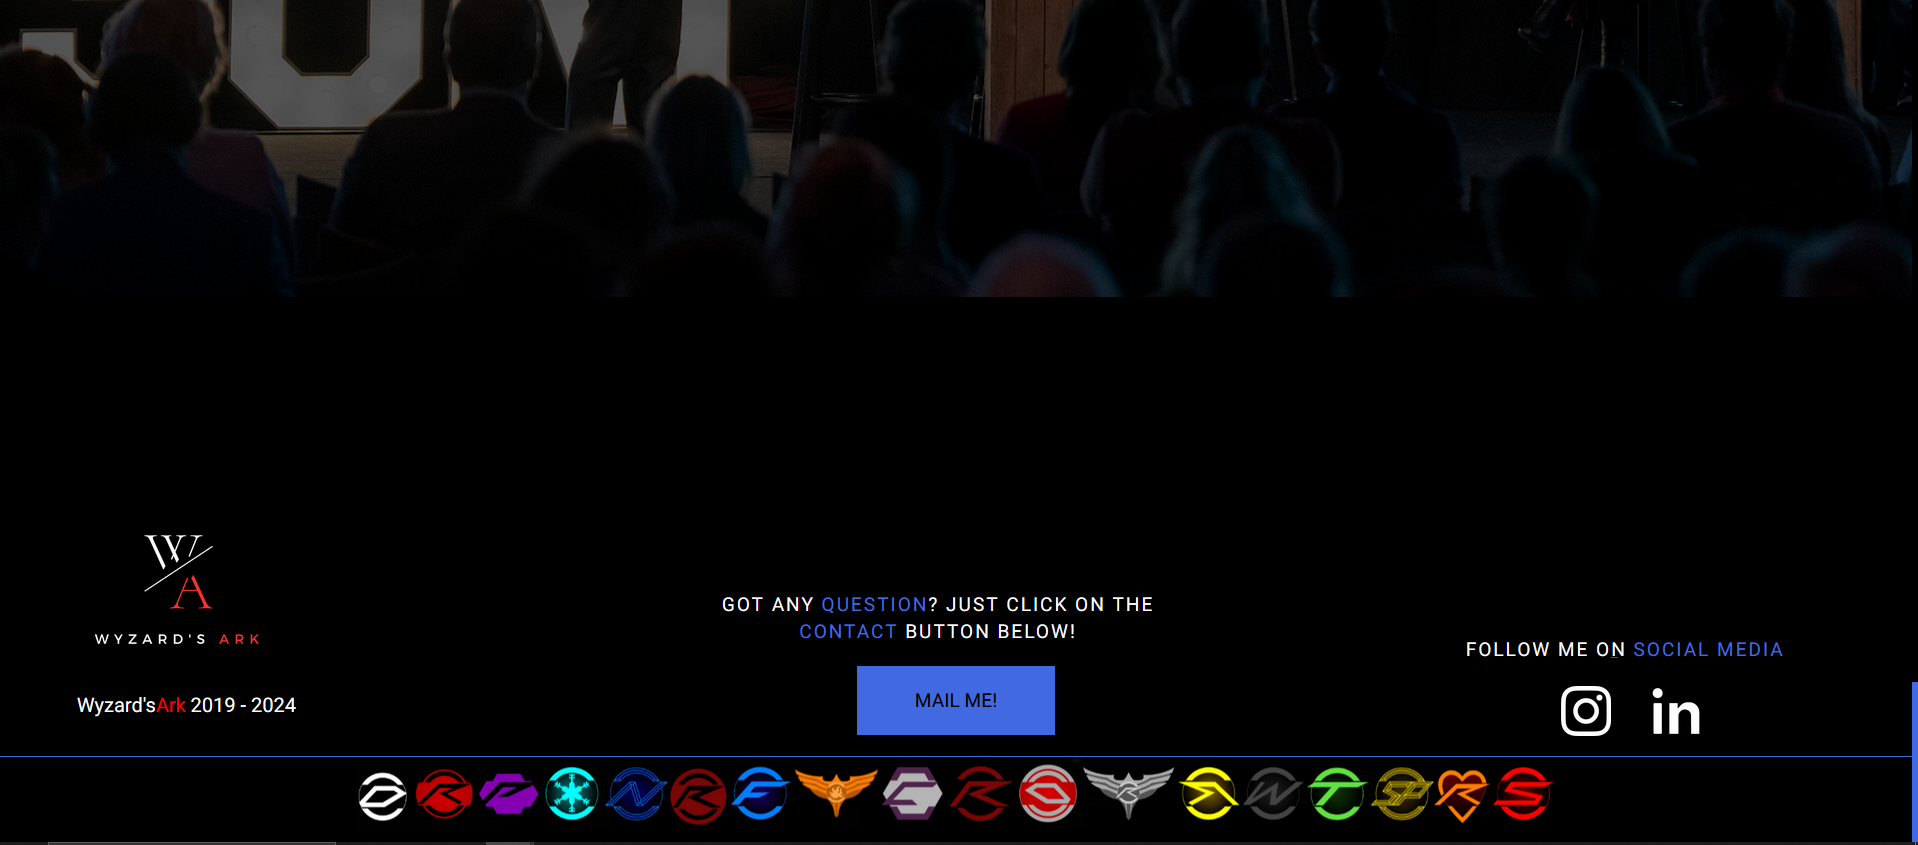 W
A
WYZARD'S ARK
Wyzard'sArk 2019 - 2024
GOT ANY QUESTION? JUST CLICK ON THE
CONTACT BUTTON BELOW!
MAIL ME!
FOLLOW ME ON SOCIAL MEDIA
in